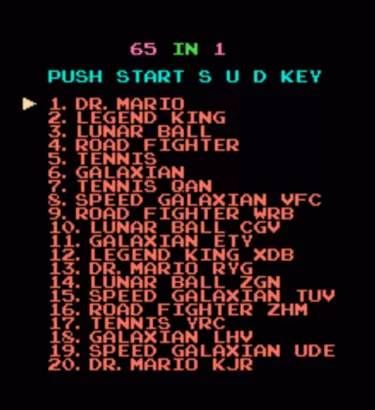 65 IN 1
PUSH START S U D KEY
1. DR. MARIO
2. LEGEND KING
3. LUNAR BALL
4. ROAD FIGHTER
5. TENNIS
6. GALAXIAN
7. TENNIS QAN
8. SPEED GALAXIAN VFC
9. ROAD FIGHTER WRB
10. LUNAR BALL CGV
11. GALAXIAN ETY
12. LEGEND KING XDB
13. DR. MARIO RYG
14. LUNAR BALL ZGN
15. SPEED GALAXIAN TUV
16. ROAD FIGHTER ZHM
17. TENNIS VRC
18. GALAXIAN LHV
19. SPEED GALAXIAN UDE
20. DR. MARIO KJR